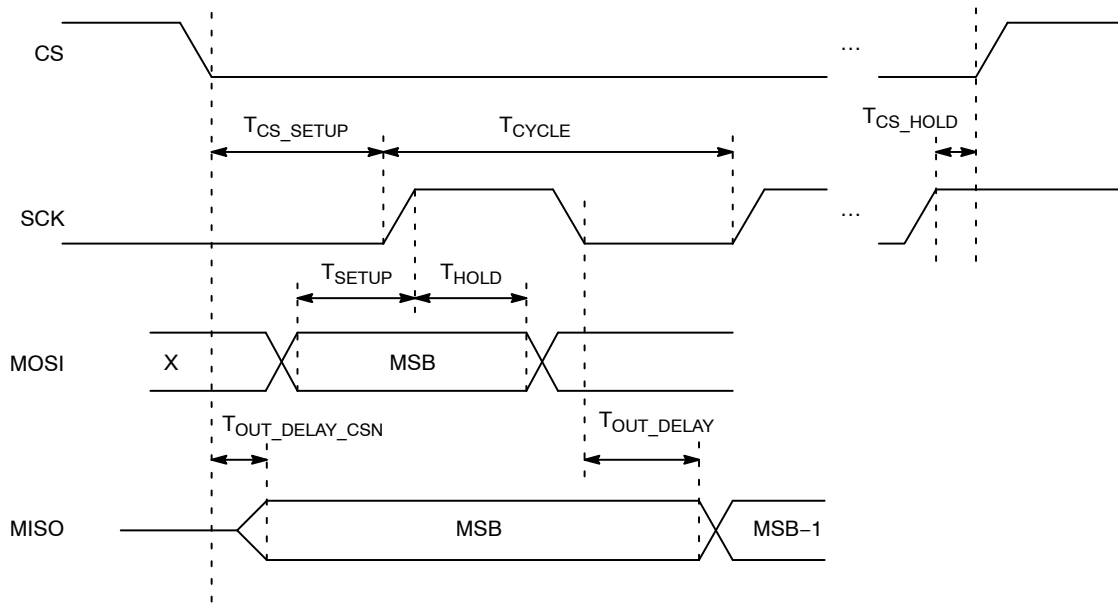 CS
...
T_CS_SETUP
T_CYCLE
T_CS_HOLD
SCK
...
T_SETUP
T_HOLD
MOSI
X
MSB
T_OUT_DELAY_CSN
T_OUT_DELAY
MISO
MSB
MSB−1